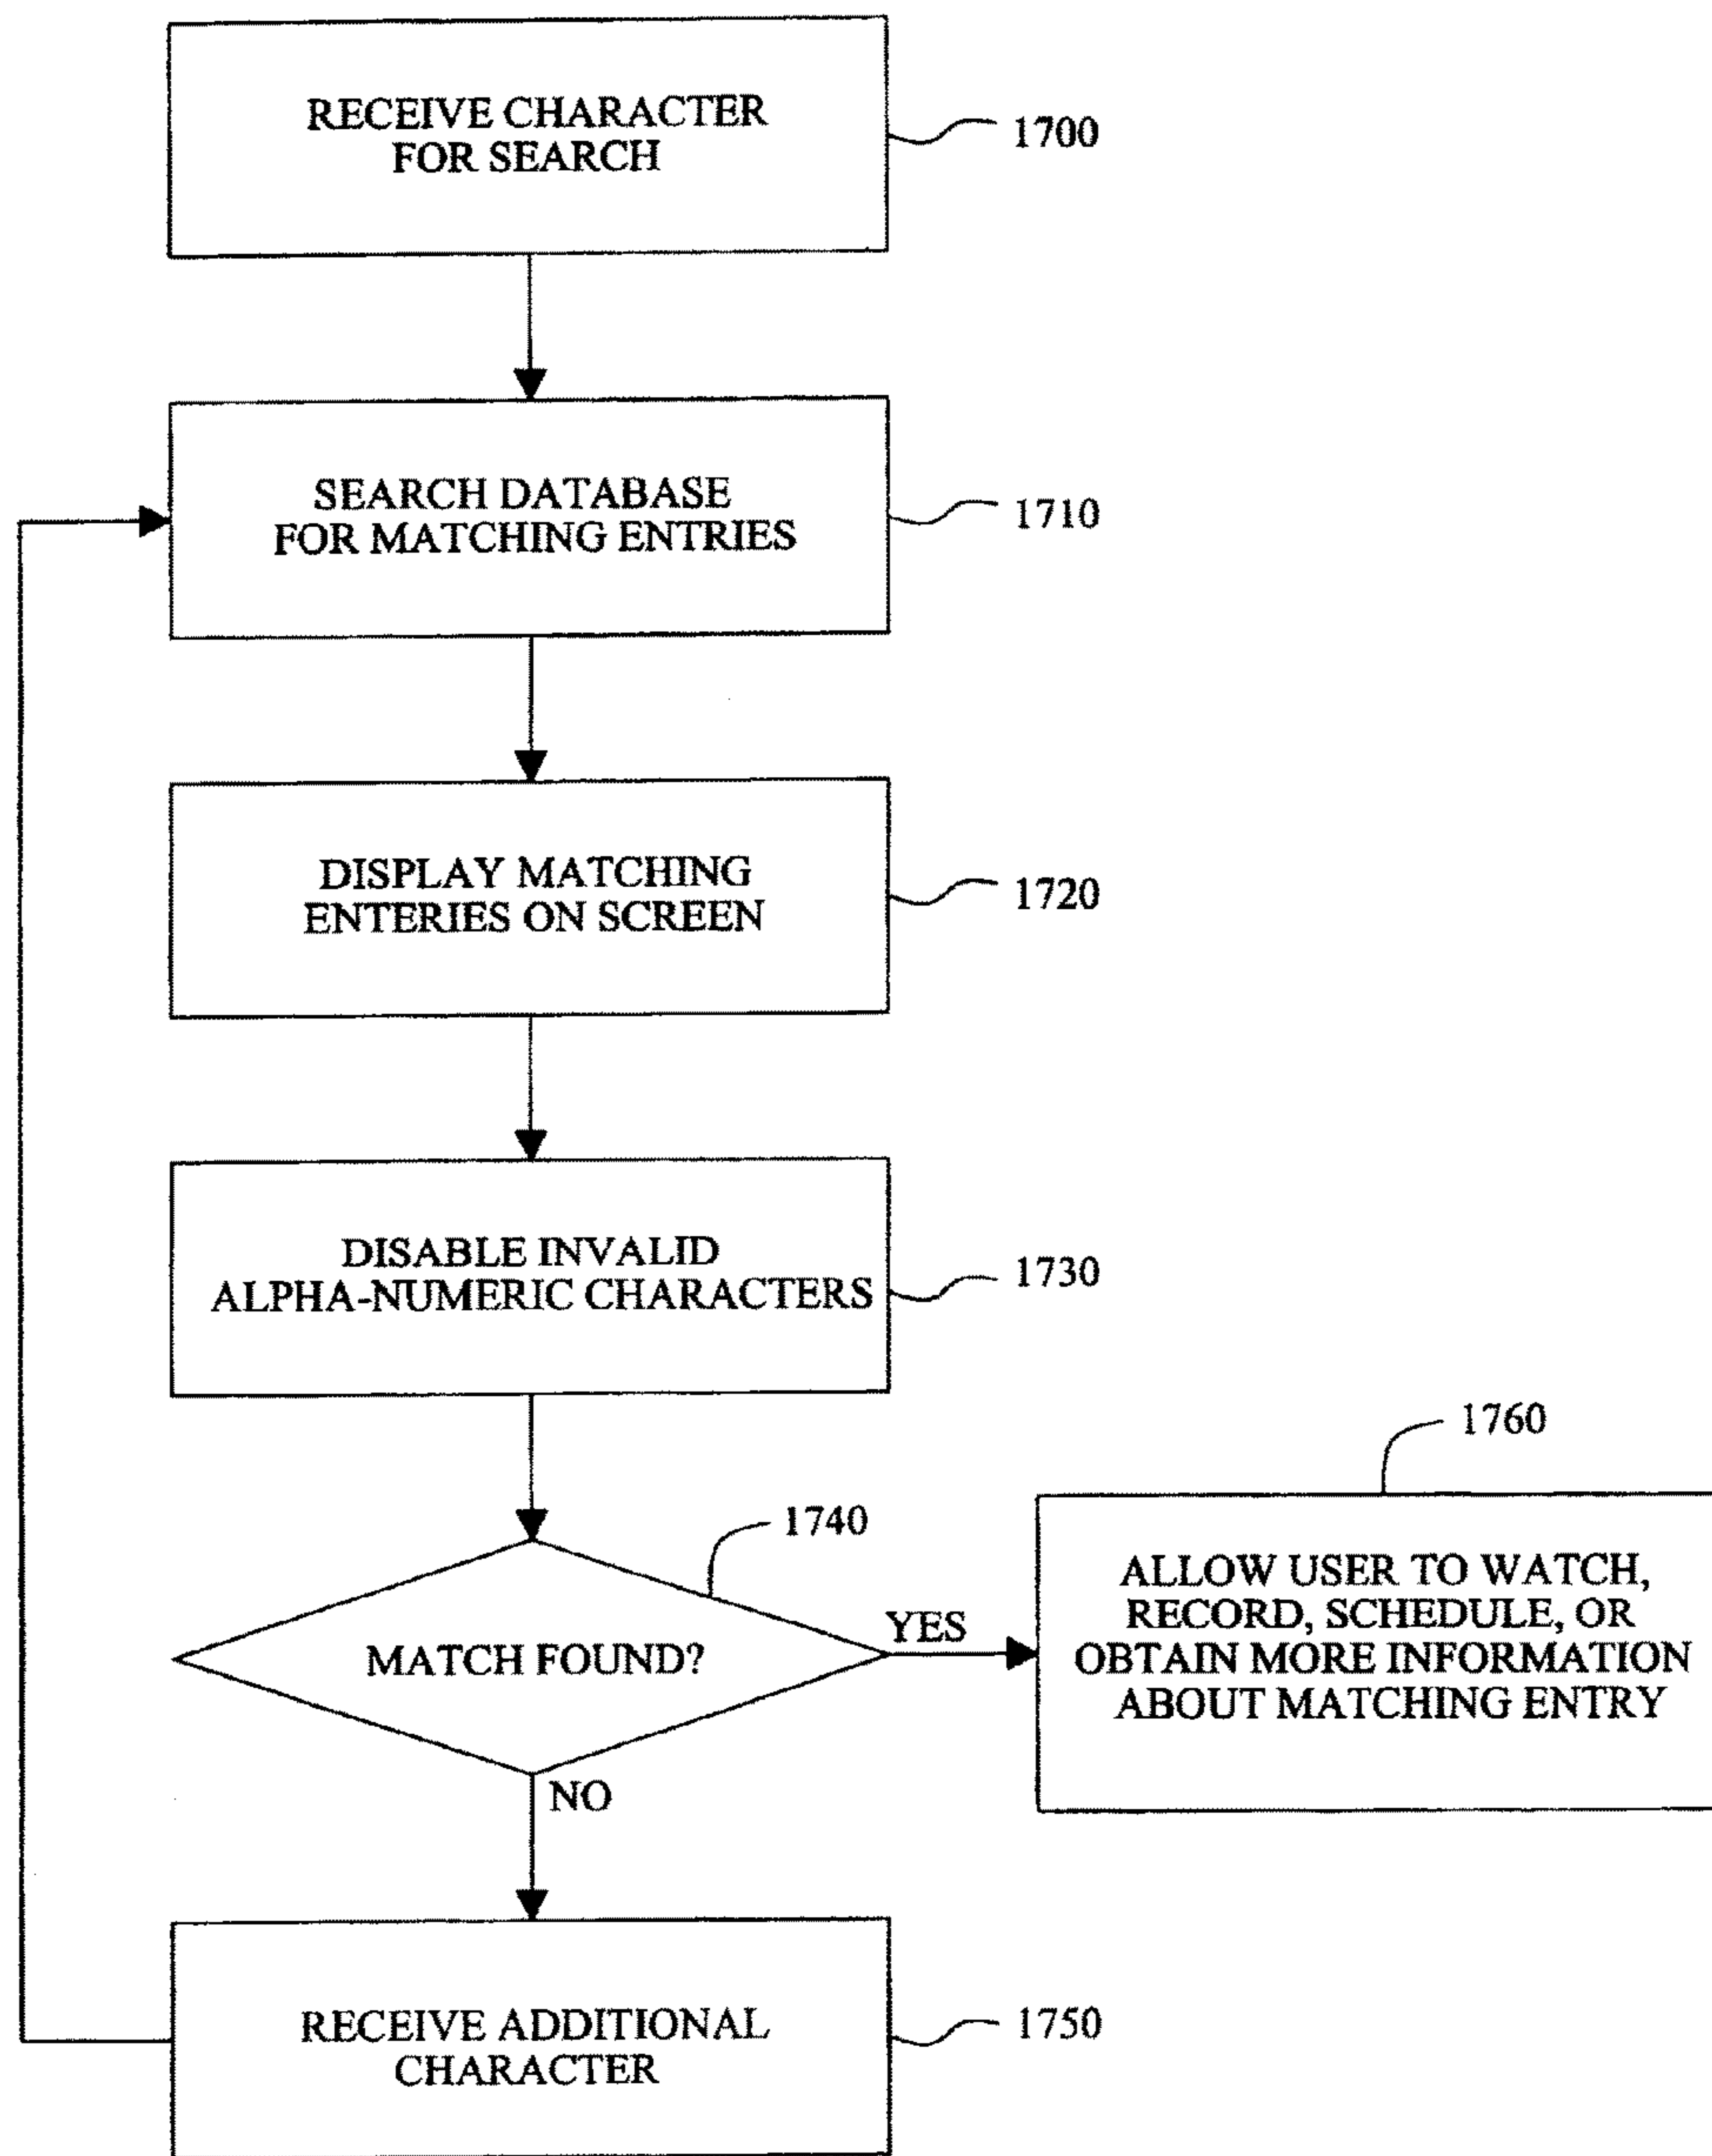 RECEIVE CHARACTER
FOR SEARCH
1700
SEARCH DATABASE
FOR MATCHING ENTRIES
1710
DISPLAY MATCHING
ENTERIES ON SCREEN
1720
DISABLE INVALID
ALPHA-NUMERIC CHARACTERS
1730
1740
MATCH FOUND?
YES
NO
1760
ALLOW USER TO WATCH,
RECORD, SCHEDULE, OR
OBTAIN MORE INFORMATION
ABOUT MATCHING ENTRY
RECEIVE ADDITIONAL
CHARACTER
1750